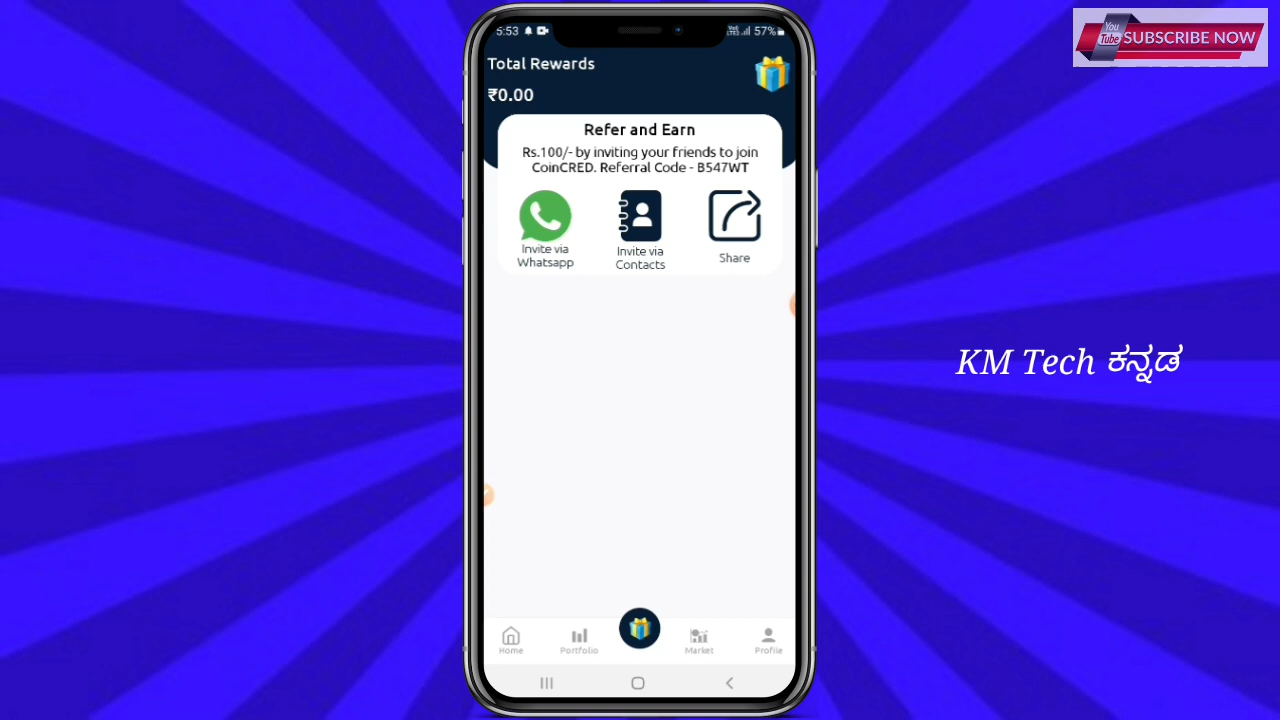 5:53
57%
You
Tube
SUBSCRIBE NOW
Total Rewards
₹0.00
Refer and Earn
Rs.100/- by inviting your friends to join
CoinCRED. Referral Code - B547WT
Invite via
Whatsapp
Invite via
Contacts
Share
KM Tech ಕನ್ನಡ
Home
Portfolio
Market
Profile